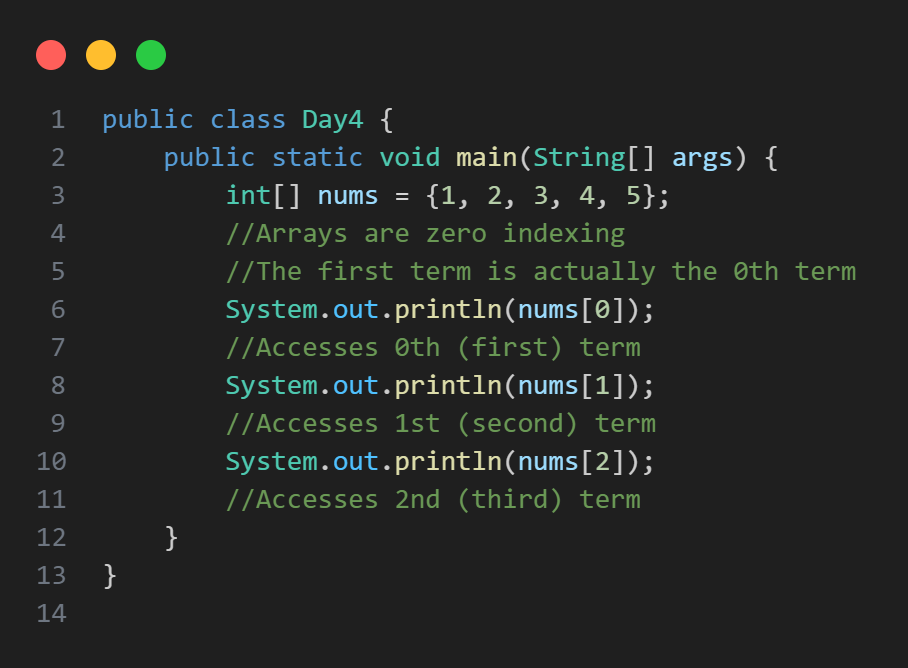 1 public class Day4 {
2     public static void main(String[] args) {
3         int[] nums = {1, 2, 3, 4, 5};
4         //Arrays are zero indexing
5         //The first term is actually the 0th term
6         System.out.println(nums[0]);
7         //Accesses 0th (first) term
8         System.out.println(nums[1]);
9         //Accesses 1st (second) term
10         System.out.println(nums[2]);
11         //Accesses 2nd (third) term
12     }
13 }
14